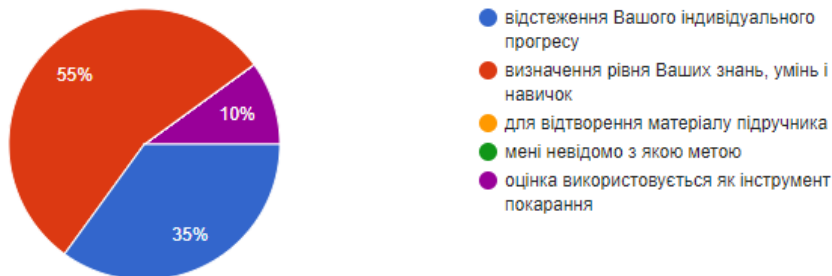 55%
10%
35%
відстеження Вашого індивідуального
прогресу
визначення рівня Ваших знань, умінь і
навичок
для відтворення матеріалу підручника
мені невідомо з якою метою
оцінка використовується як інструмент
покарання